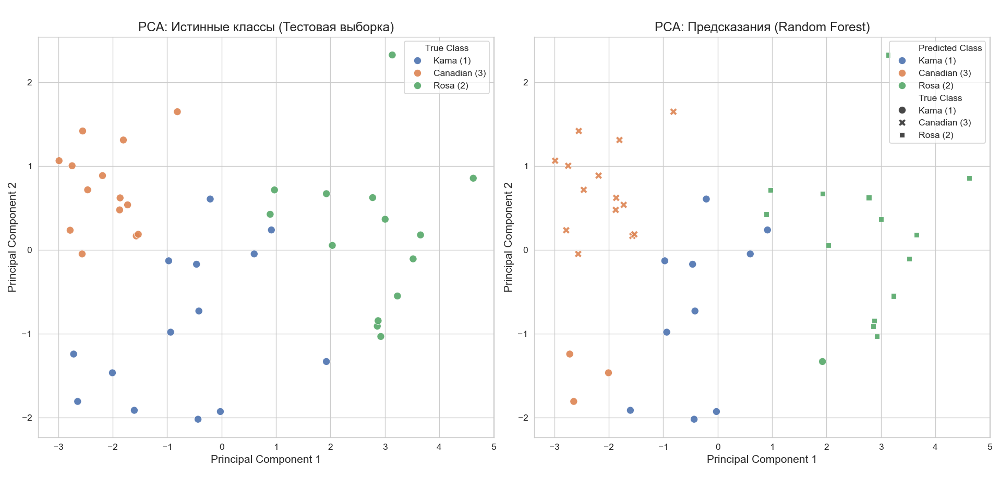 PCA: Истинные классы (Тестовая выборка)
True Class
Kama (1)
Canadian (3)
Rosa (2)
Principal Component 2
2
1
0
−1
−2
−3
−2
−1
0
1
2
3
4
5
Principal Component 1
PCA: Предсказания (Random Forest)
Predicted Class
Kama (1)
Canadian (3)
Rosa (2)
True Class
Kama (1)
Canadian (3)
Rosa (2)
Principal Component 2
2
1
0
−1
−2
−3
−2
−1
0
1
2
3
4
5
Principal Component 1